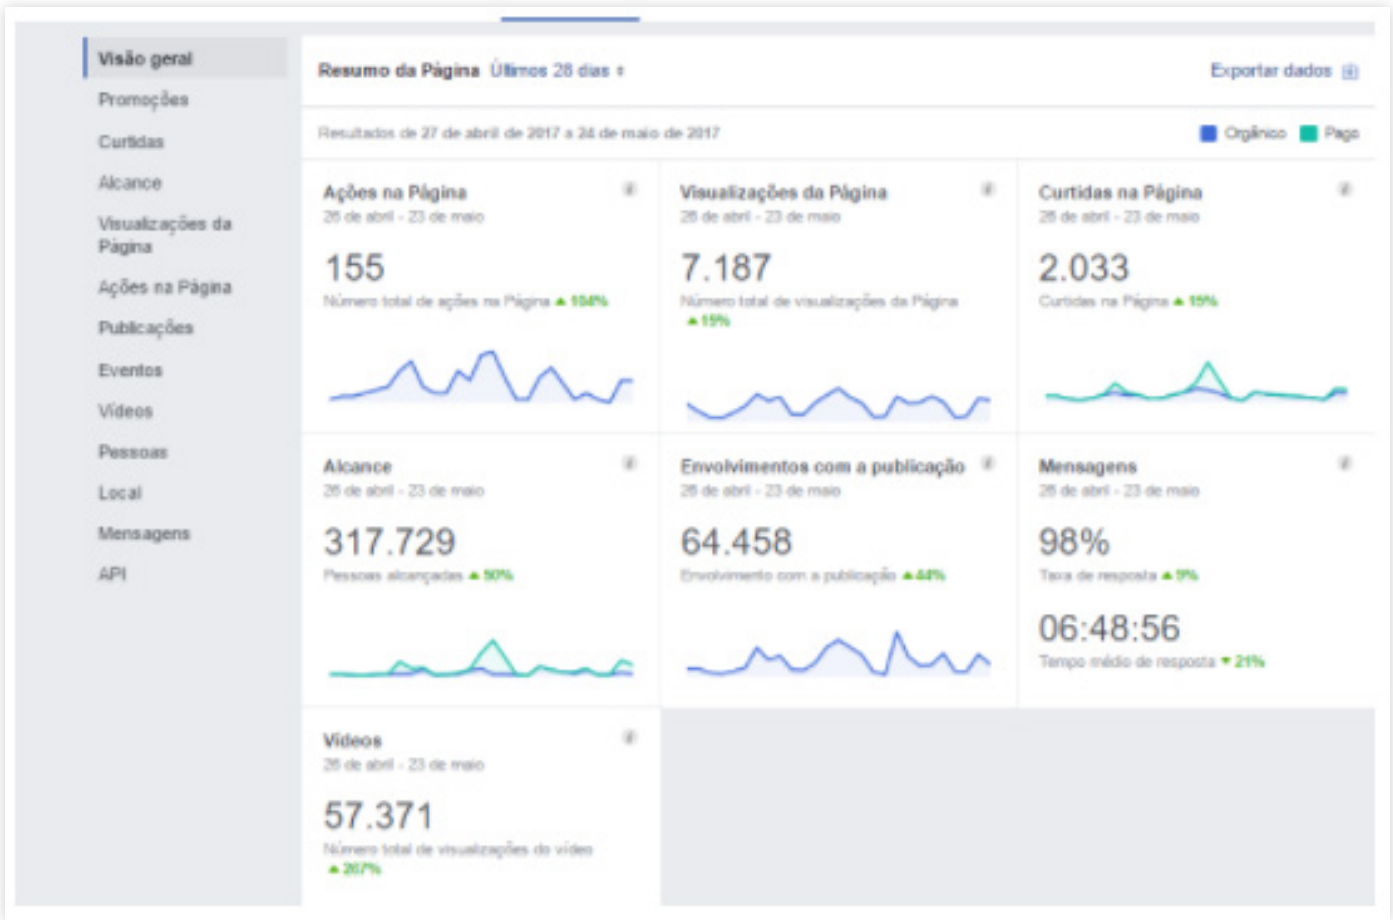 Visão geral
Promoções
Curtidas
Alcance
Visualizações da
Página
Ações na Página
Publicações
Eventos
Vídeos
Pessoas
Local
Mensagens
API
Resumo da Página Últimos 28 dias
Exportar dados
Resultados de 27 de abril de 2017 a 24 de maio de 2017
Orgânico Pago
Ações na Página
26 de abril - 23 de maio
155
Número total de ações na Página ▲
Visualizações da Página
26 de abril - 23 de maio
7.187
Número total de visualizações da Página
▲15%
Curtidas na Página
26 de abril - 23 de maio
2.033
Curtidas na Página ▲
Alcance
26 de abril - 23 de maio
317.729
Pessoas alcançadas ▲
Envolvimentos com a publicação
26 de abril - 23 de maio
64.458
Envolvimento com a publicação ▲44%
Mensagens
26 de abril - 23 de maio
98%
Taxa de resposta ▲9%
06:48:56
Tempo médio de resposta ▼21%
Vídeos
26 de abril - 23 de maio
57.371
Número total de visualizações do vídeo
▲267%